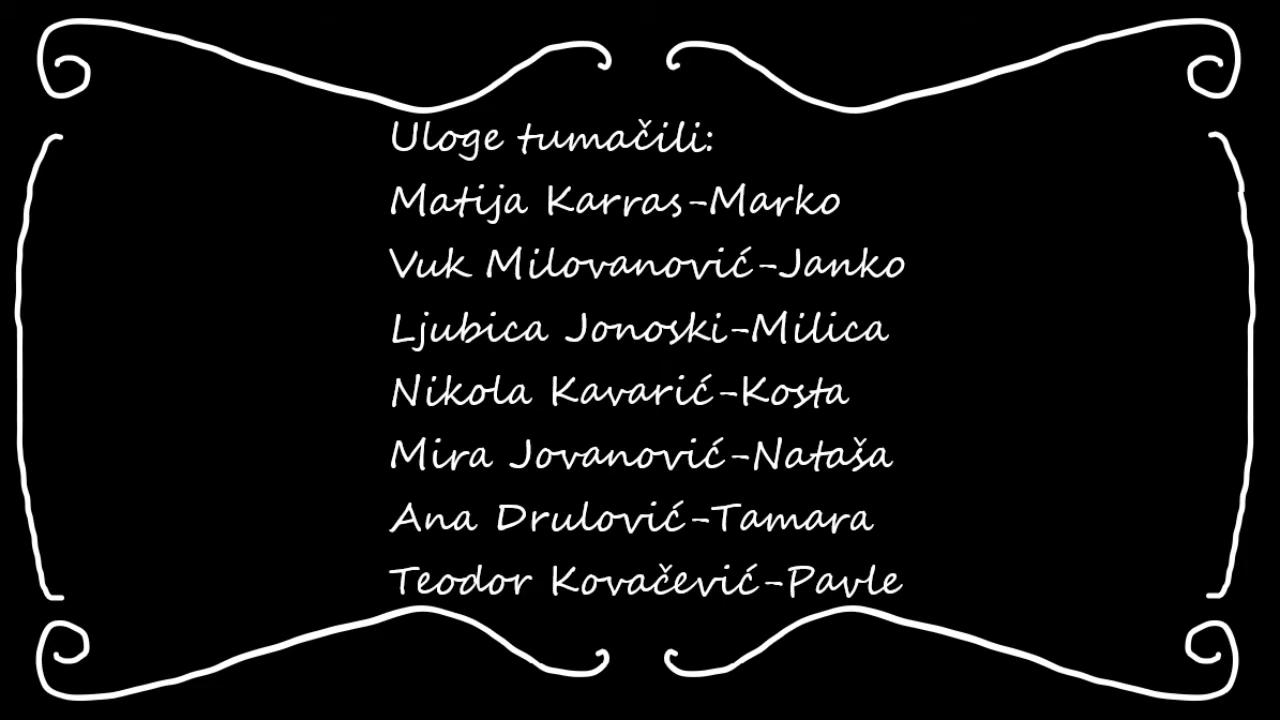 Uloge tumačili:
Matija Karras-Marko
Vuk Milovanović-Janko
Ljubica Jonoski-Milica
Nikola Kavarić-Kosta
Mira Jovanović-Nataša
Ana Drulović-Tamara
Teodor Kovačević-Pavle